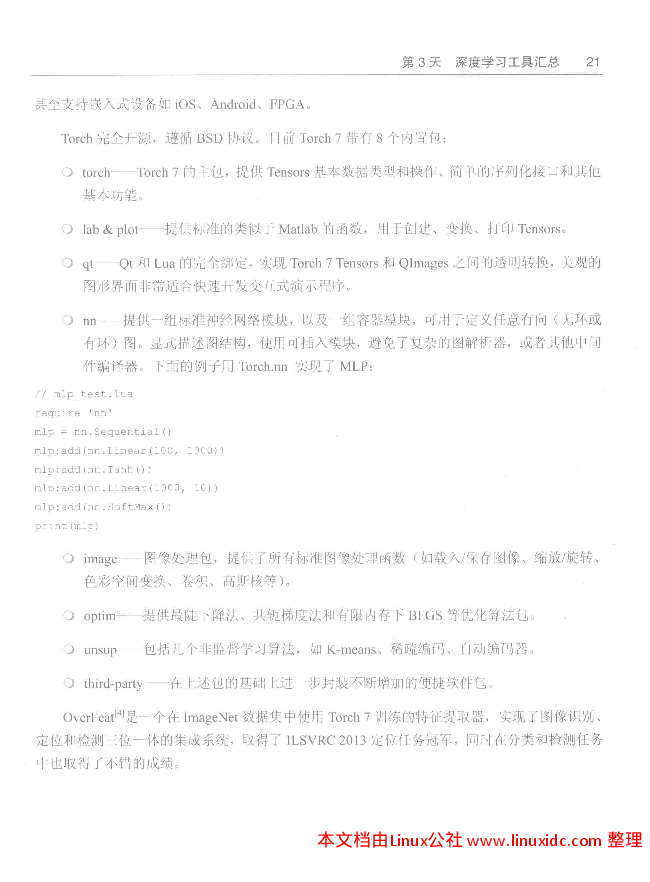 第 3 天 深度学习工具汇总 21
甚至支持嵌入式设备如 iOS、Android、FPGA。
Torch 完全开源，遵循 BSD 协议。目前 Torch 7 带有 8 个内置包：
○ torch——Torch 7 的主包，提供 Tensors 基本数据类型和操作、简单的序列化接口和其他
基本功能。
○ lab & plot——提供标准的类似于 Matlab 的函数，用于创建、变换、打印 Tensors。
○ qt——Qt 和 Lua 的完全绑定，实现 Torch 7 Tensors 和 QImages 之间的透明转换，美观的
图形界面非常适合快速开发交互式演示程序。
○ nn——提供一组标准神经网络模块，以及一组容器模块，可用于定义任意有向（无环或
有环）图。显式描述图结构，使用可插入模块，避免了复杂的图解析器，或者其他中间
件编译器。下面的例子用 Torch.nn 实现了 MLP：
// mlp_test.lua
require 'nn'
mlp = nn.Sequential()
mlp:add(nn.Linear(100, 1000))
mlp:add(nn.Tanh())
mlp:add(nn.Linear(1000, 10))
mlp:add(nn.SoftMax())
print(mlp)
○ image——图像处理包，提供了所有标准图像处理函数（如载入/保存图像、缩放/旋转、
色彩空间变换、卷积、高斯核等）。
○ optim——提供最陡下降法、共轭梯度法和有限内存下 BFGS 等优化算法包。
○ unsup——包括几个非监督学习算法，如 K-means、稀疏编码、自动编码器。
○ third-party——在上述包的基础上进一步封装不断增加的便捷软件包。
OverFeat[4]是一个在 ImageNet 数据集中使用 Torch 7 训练的特征提取器，实现了图像识别、
定位和检测三位一体的集成系统，取得了 ILSVRC 2013 定位任务冠军，同时在分类和检测任务
中也取得了不错的成绩。
本文档由Linux公社 www.linuxidc.com 整理